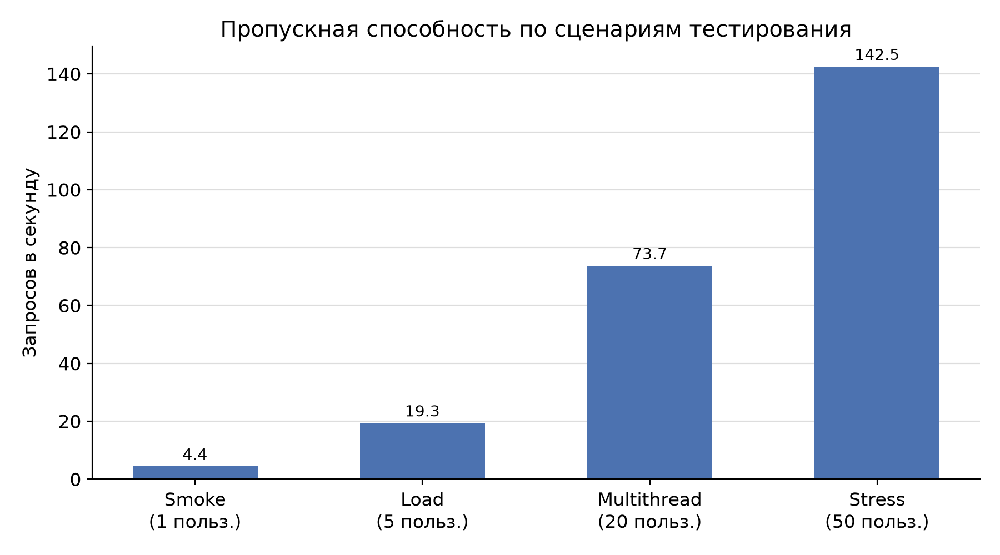 Пропускная способность по сценариям тестирования
Запросов в секунду
140
120
100
80
60
40
20
0
4.4
19.3
73.7
142.5
Smoke
(1 польз.)
Load
(5 польз.)
Multithread
(20 польз.)
Stress
(50 польз.)